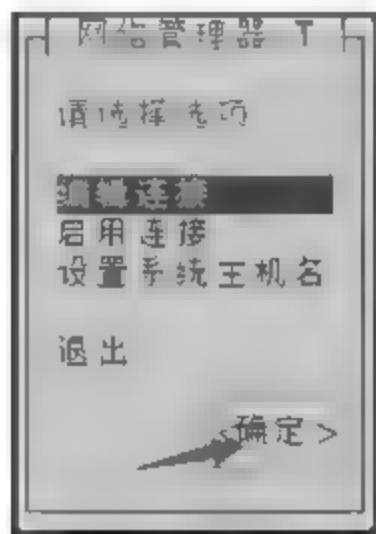 网络管理器 T
请选择选项
编辑连接
启用连接
设置系统主机名
退出
<确定>